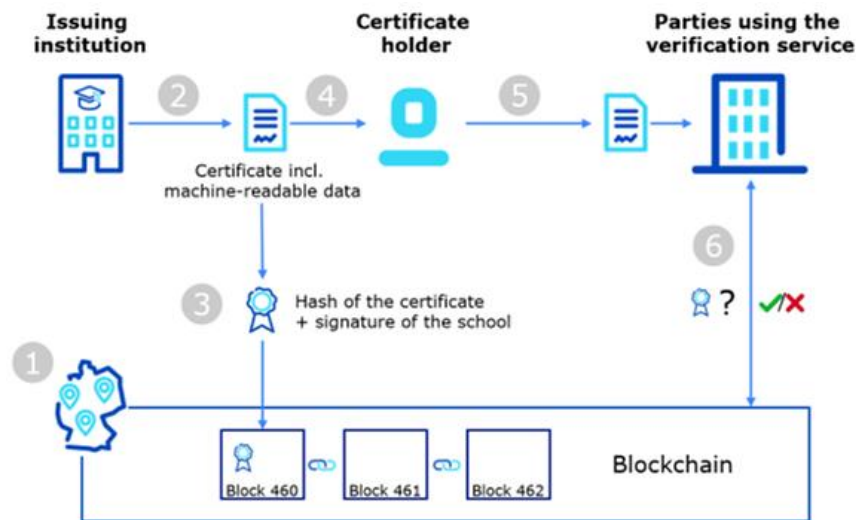 Issuing
institution
Certificate
holder
Parties using the
verification service
2
4
5
Certificate incl.
machine-readable data
6
3
Hash of the certificate
+ signature of the school
?
/
1
Block 460
Block 461
Block 462
Blockchain